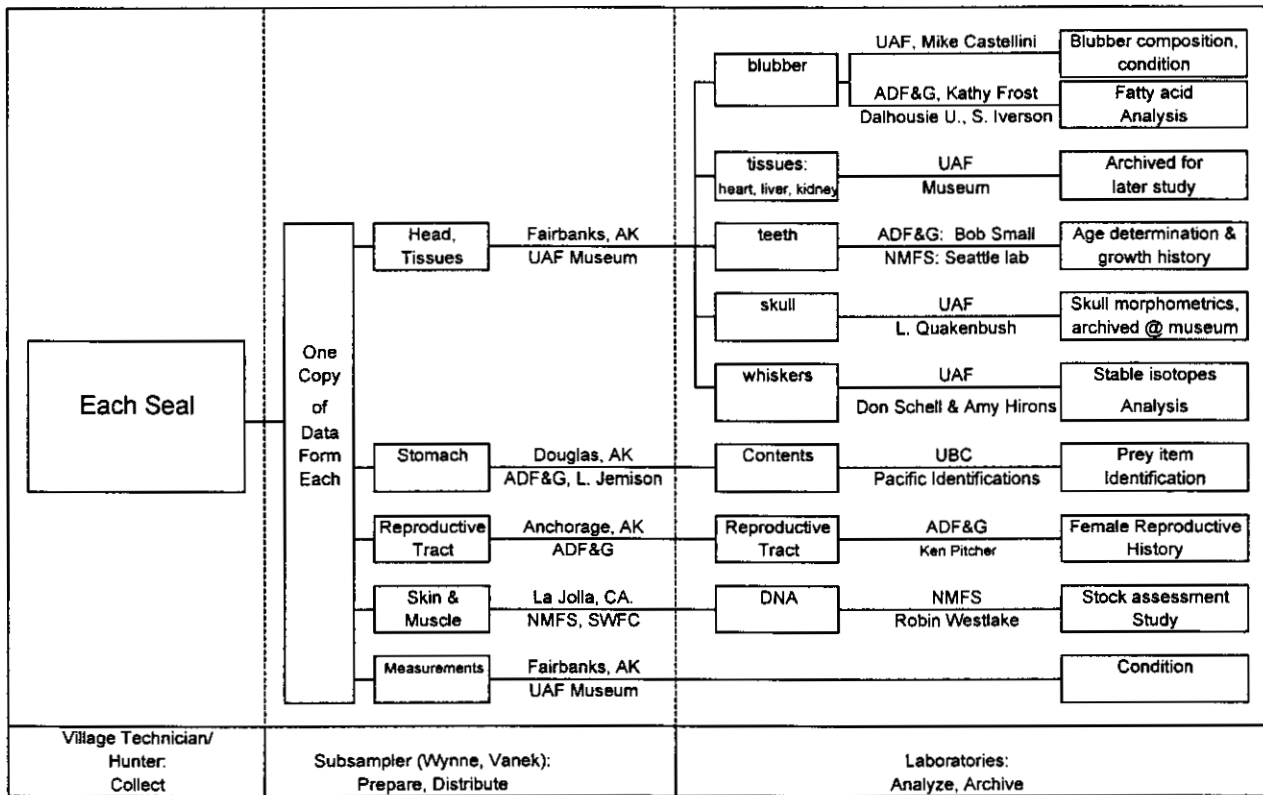 Each Seal
One
Copy
of
Data
Form
Each
Head,
Tissues
Fairbanks, AK
UAF Museum
blubber
UAF, Mike Castellini
Blubber composition,
condition
ADF&G, Kathy Frost
Dalhousie U., S. Iverson
Fatty acid
Analysis
tissues:
heart, liver, kidney
UAF
Museum
Archived for
later study
teeth
ADF&G: Bob Small
NMFS: Seattle lab
Age determination &
growth history
skull
UAF
L. Quakenbush
Skull morphometrics,
archived @ museum
whiskers
UAF
Don Schell & Amy Hirons
Stable isotopes
Analysis
Stomach
Douglas, AK
ADF&G, L. Jemison
Contents
UBC
Pacific Identifications
Prey item
Identification
Reproductive
Tract
Anchorage, AK
ADF&G
Reproductive
Tract
ADF&G
Ken Pitcher
Female Reproductive
History
Skin &
Muscle
La Jolla, CA.
NMFS, SWFC
DNA
NMFS
Robin Westlake
Stock assessment
Study
Measurements
Fairbanks, AK
UAF Museum
Condition
Village Technician/
Hunter:
Collect
Subsampler (Wynne, Vanek):
Prepare, Distribute
Laboratories:
Analyze, Archive